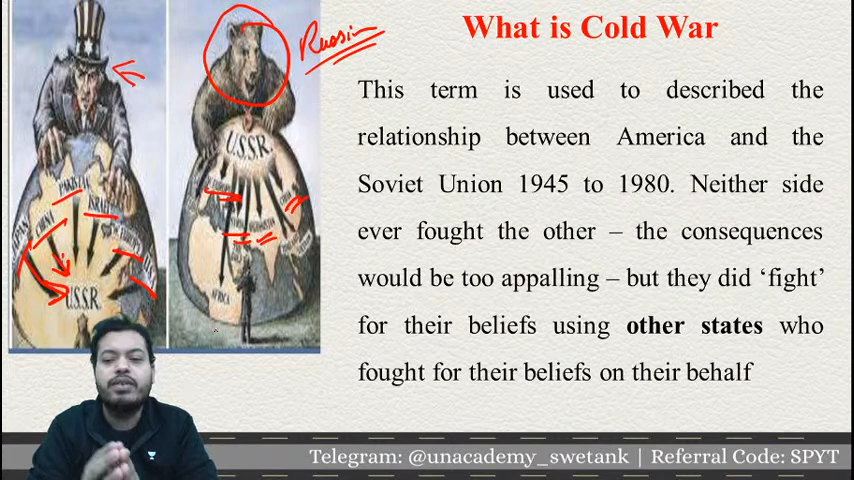 What is Cold War
Russia
This term is used to described the
relationship between America and the
Soviet Union 1945 to 1980. Neither side
ever fought the other – the consequences
would be too appalling – but they did ‘fight’
for their beliefs using other states who
fought for their beliefs on their behalf
PAKISTAN
ISRAEL
CHINA
JAPAN
U.S.S.R.
U.S.S.R.
AFRICA
Telegram: @unacademy_swetank | Referral Code: SPYT